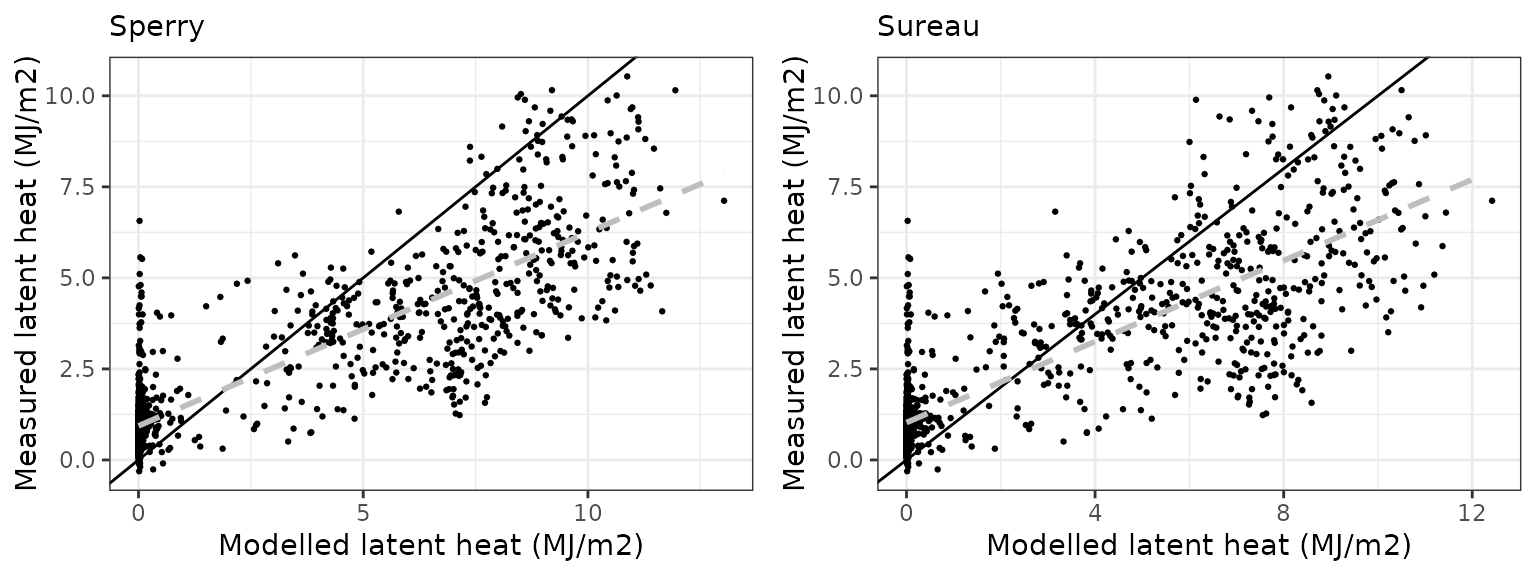 Sperry
Measured latent heat (MJ/m2)
10.0
7.5
5.0
2.5
0.0
0 5 10
Modelled latent heat (MJ/m2)
Sureau
Measured latent heat (MJ/m2)
10.0
7.5
5.0
2.5
0.0
0 4 8 12
Modelled latent heat (MJ/m2)